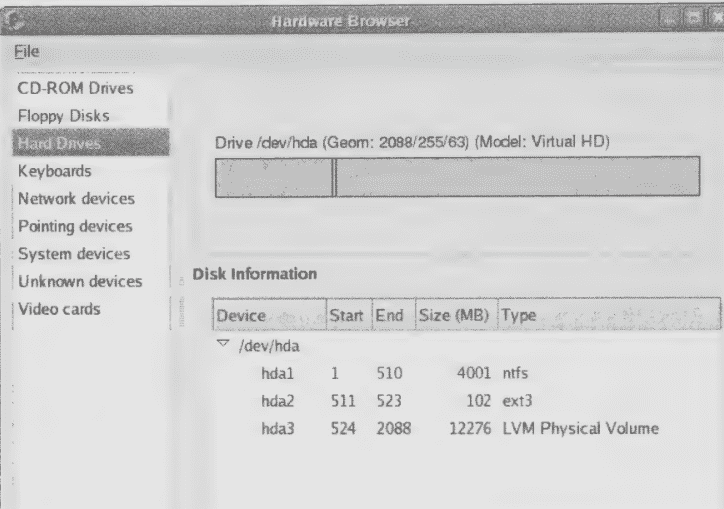 Hardware Browser
File
CD-ROM Drives
Floppy Disks
Hard Drives
Keyboards
Network devices
Pointing devices
System devices
Unknown devices
Video cards
Drive /dev/hda (Geom: 2088/255/63) (Model: Virtual HD)
Disk Information
Device Start End Size (MB) Type
/dev/hda
hda1 1 510 4001 ntfs
hda2 511 523 102 ext3
hda3 524 2088 12276 LVM Physical Volume